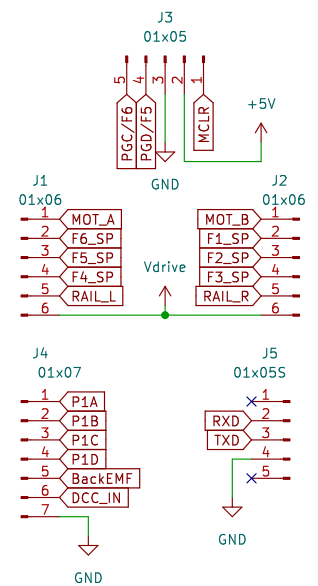 J3
01x05
5 4 3 2 1
PGC/F6 PGD/F5 MCLR
+5V
GND
J1
01x06
1 MOT_A
2 F6_SP
3 F5_SP
4 F4_SP
5 RAIL_L
6
Vdrive
J2
01x06
MOT_B 1
F1_SP 2
F2_SP 3
F3_SP 4
RAIL_R 5
6
J4
01x07
1 P1A
2 P1B
3 P1C
4 P1D
5 BackEMF
6 DCC_IN
7
GND
J5
01x05S
1
RXD 2
TXD 3
4
5
GND